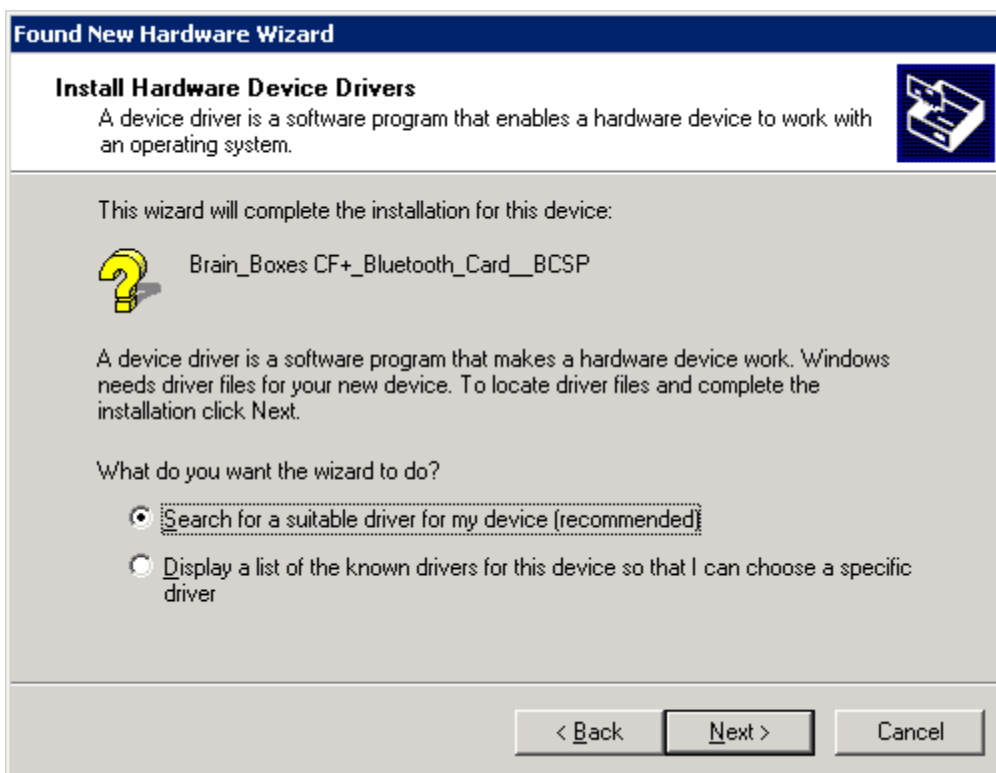 Found New Hardware Wizard
Install Hardware Device Drivers
A device driver is a software program that enables a hardware device to work with
an operating system.
This wizard will complete the installation for this device:
Brain_Boxes CF+_Bluetooth_Card__BCSP
A device driver is a software program that makes a hardware device work. Windows
needs driver files for your new device. To locate driver files and complete the
installation click Next.
What do you want the wizard to do?
Search for a suitable driver for my device (recommended)
Display a list of the known drivers for this device so that I can choose a specific
driver
< Back Next > Cancel